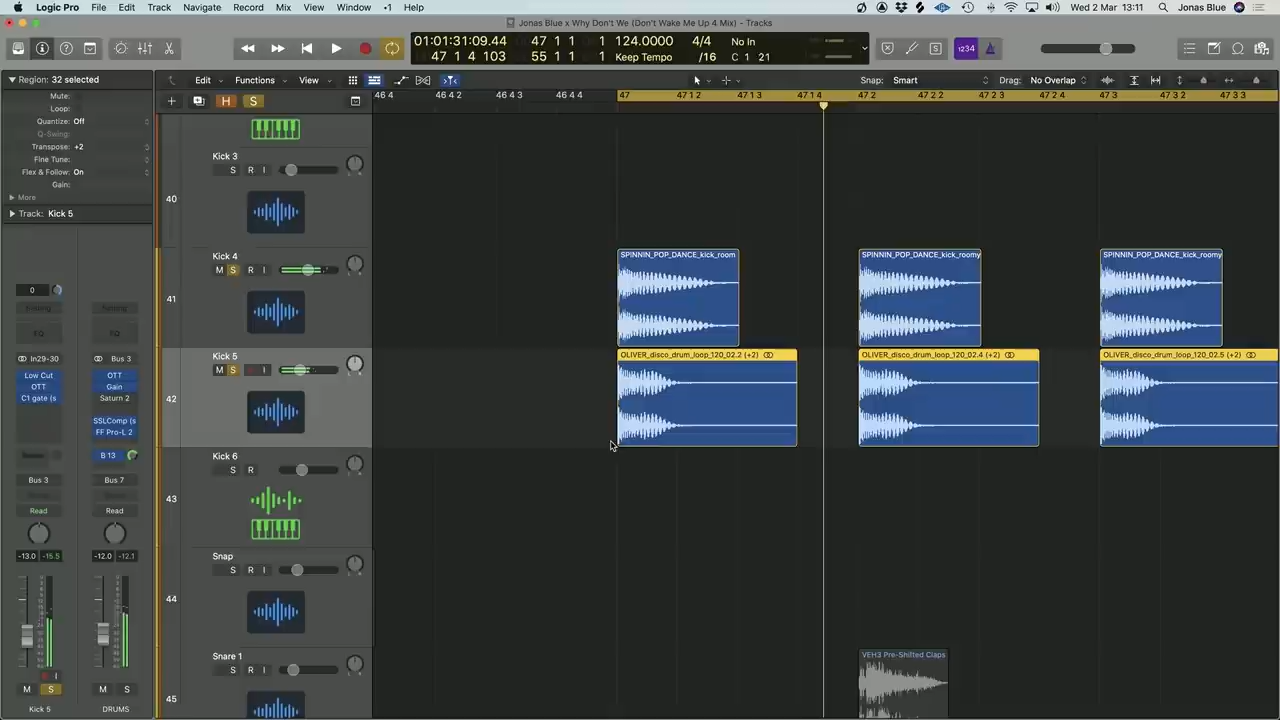 Logic Pro File Edit Track Navigate Record Mix View Window 1 Help Wed 2 Mar 13:11 Jonas Blue
Jonas Blue x Why Don't We (Don't Wake Me Up 4 Mix) - Tracks
01:01:31:09.44 47 1 1 1 124.0000 4/4 No In
47 1 4 103 55 1 1 1 Keep Tempo /16 C 1 21
1234
Region: 32 selected
Edit Functions View Snap: Smart Drag: No Overlap
Mute:
Loop:
Quantize: Off
Q-Swing:
Transpose: +2
Fine Tune:
Flex & Follow: On
Gain:
More
Track: Kick 5
H S
46 4 46 4 2 46 4 3 46 4 4 47 47 1 2 47 1 3 47 1 4 47 2 47 2 2 47 2 3 47 2 4 47 3 47 3 2 47 3 3
Kick 3
S R I
40
Kick 4
M S R I
41
SPINNIN_POP_DANCE_kick_room
SPINNIN_POP_DANCE_kick_roomy
SPINNIN_POP_DANCE_kick_roomy
Kick 5
M S I
42
OLIVER_disco_drum_loop_120_02.2 (+2)
OLIVER_disco_drum_loop_120_02.4 (+2)
OLIVER_disco_drum_loop_120_02.5 (+2)
Kick 6
S R
43
Snap
S R I
44
Snare 1
S R I
45
VEH3 Pre-Shifted Claps
0
Setting Setting
EQ EQ
In29-30 Bus 3
Low Cut OTT
OTT Gain
C1 gate (s Saturn 2
SSLComp (s
FF Pro-L 2
B 13
Bus 3 Bus 7
Read Read
-13.0 -15.5 -12.0 -12.1
M S M S
Kick 5 DRUMS